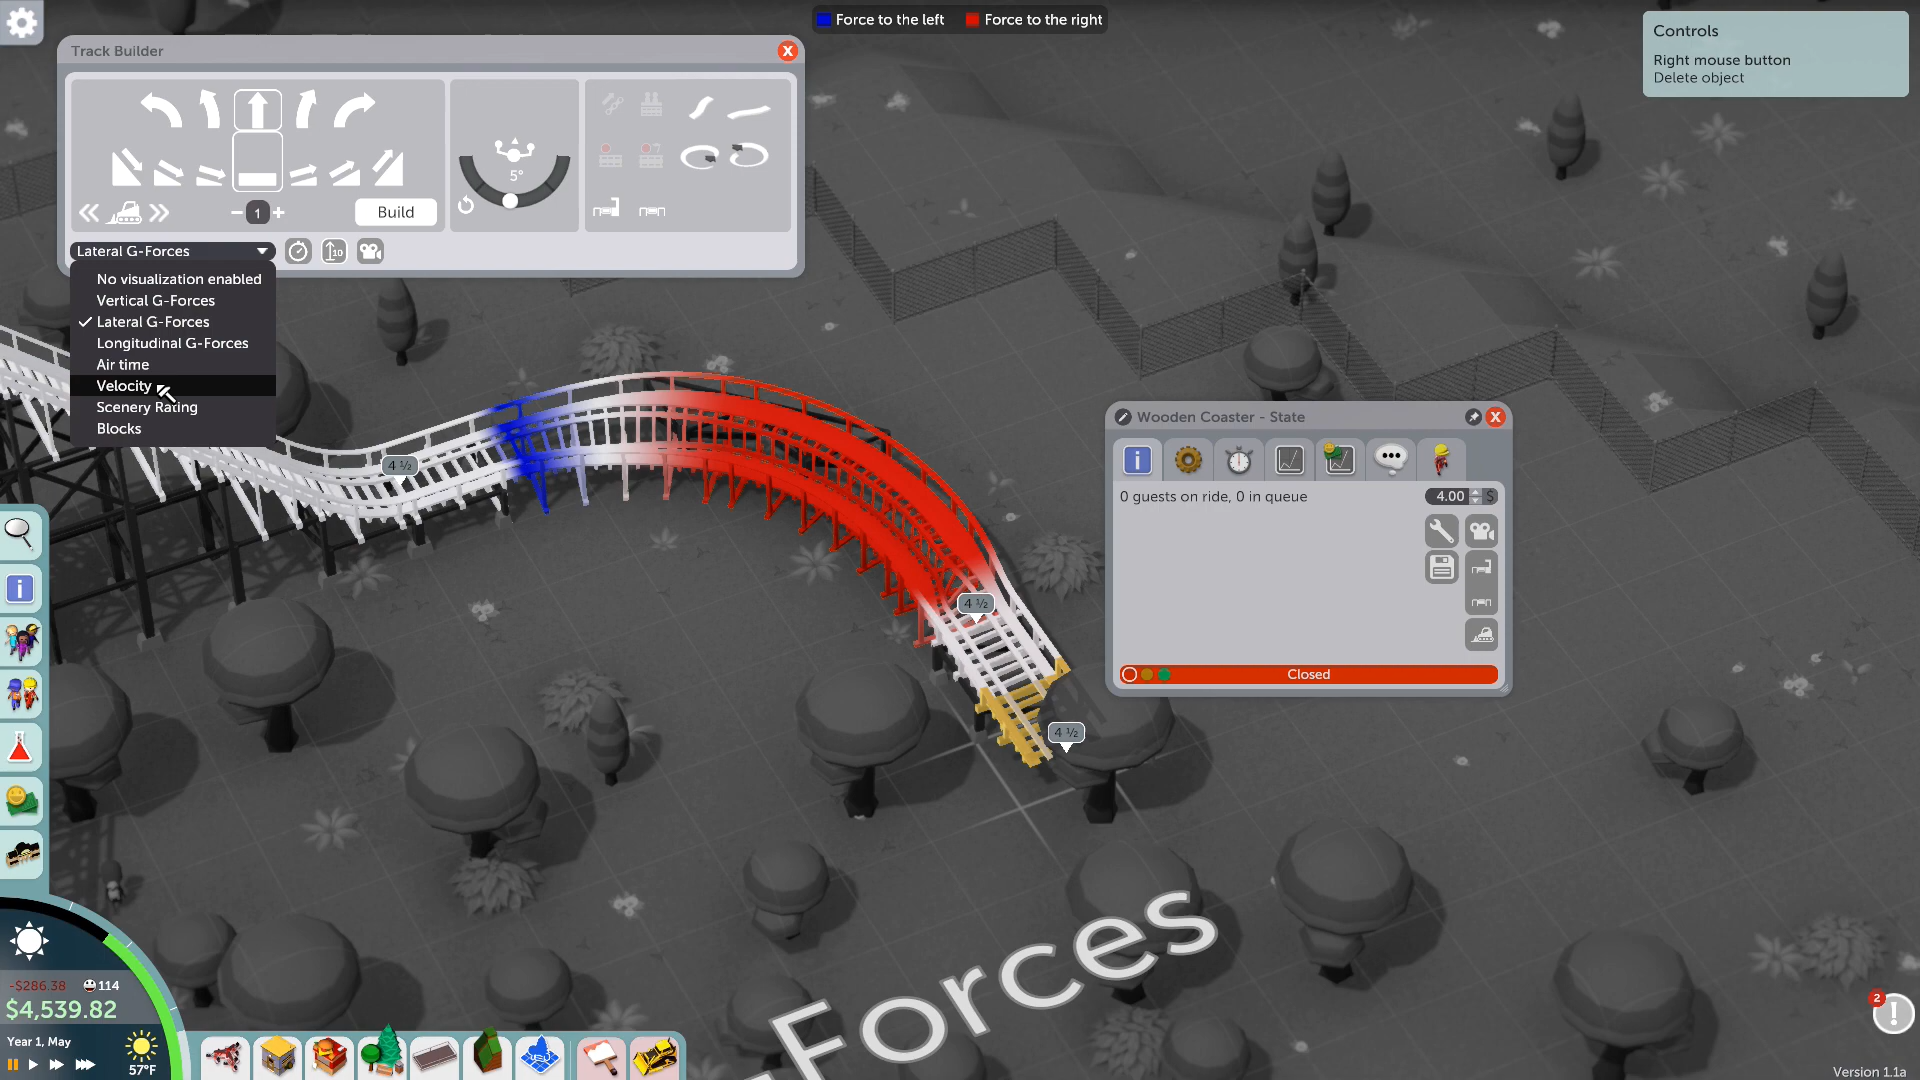 Force to the left
Force to the right
Controls
Right mouse button
Delete object
Track Builder
5°
1
Build
Lateral G-Forces
10
No visualization enabled
Vertical G-Forces
Lateral G-Forces
Longitudinal G-Forces
Air time
Velocity
Scenery Rating
Blocks
4 ½
4 ½
4 ½
Wooden Coaster - State
0 guests on ride, 0 in queue
4.00 $
Closed
-Forces
-$286.38
114
$4,539.82
Year 1, May
57°F
2
Version 1.1a